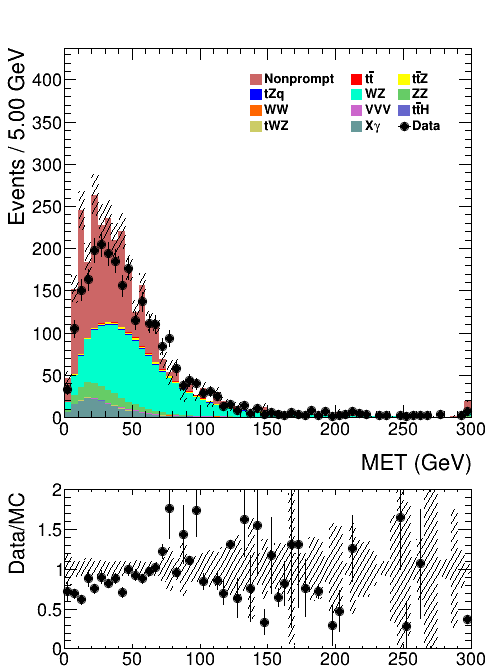 Events / 5.00 GeV
400
350
300
250
200
150
100
50
0
Nonprompt tt̄ tt̄Z
tZq WZ ZZ
WW VVV tt̄H
tWZ Xγ Data
0 50 100 150 200 250 300
MET (GeV)
Data/MC
2
1.5
1
0.5
0
0 50 100 150 200 250 300
MET (GeV)